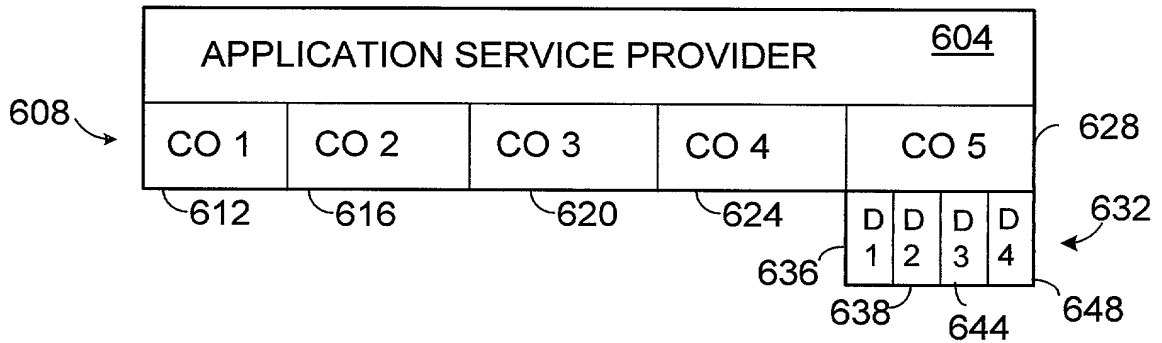 APPLICATION SERVICE PROVIDER 604
608 CO 1 CO 2 CO 3 CO 4 CO 5 628
612 616 620 624 632
D 1 D 2 D 3 D 4
636 638 644 648